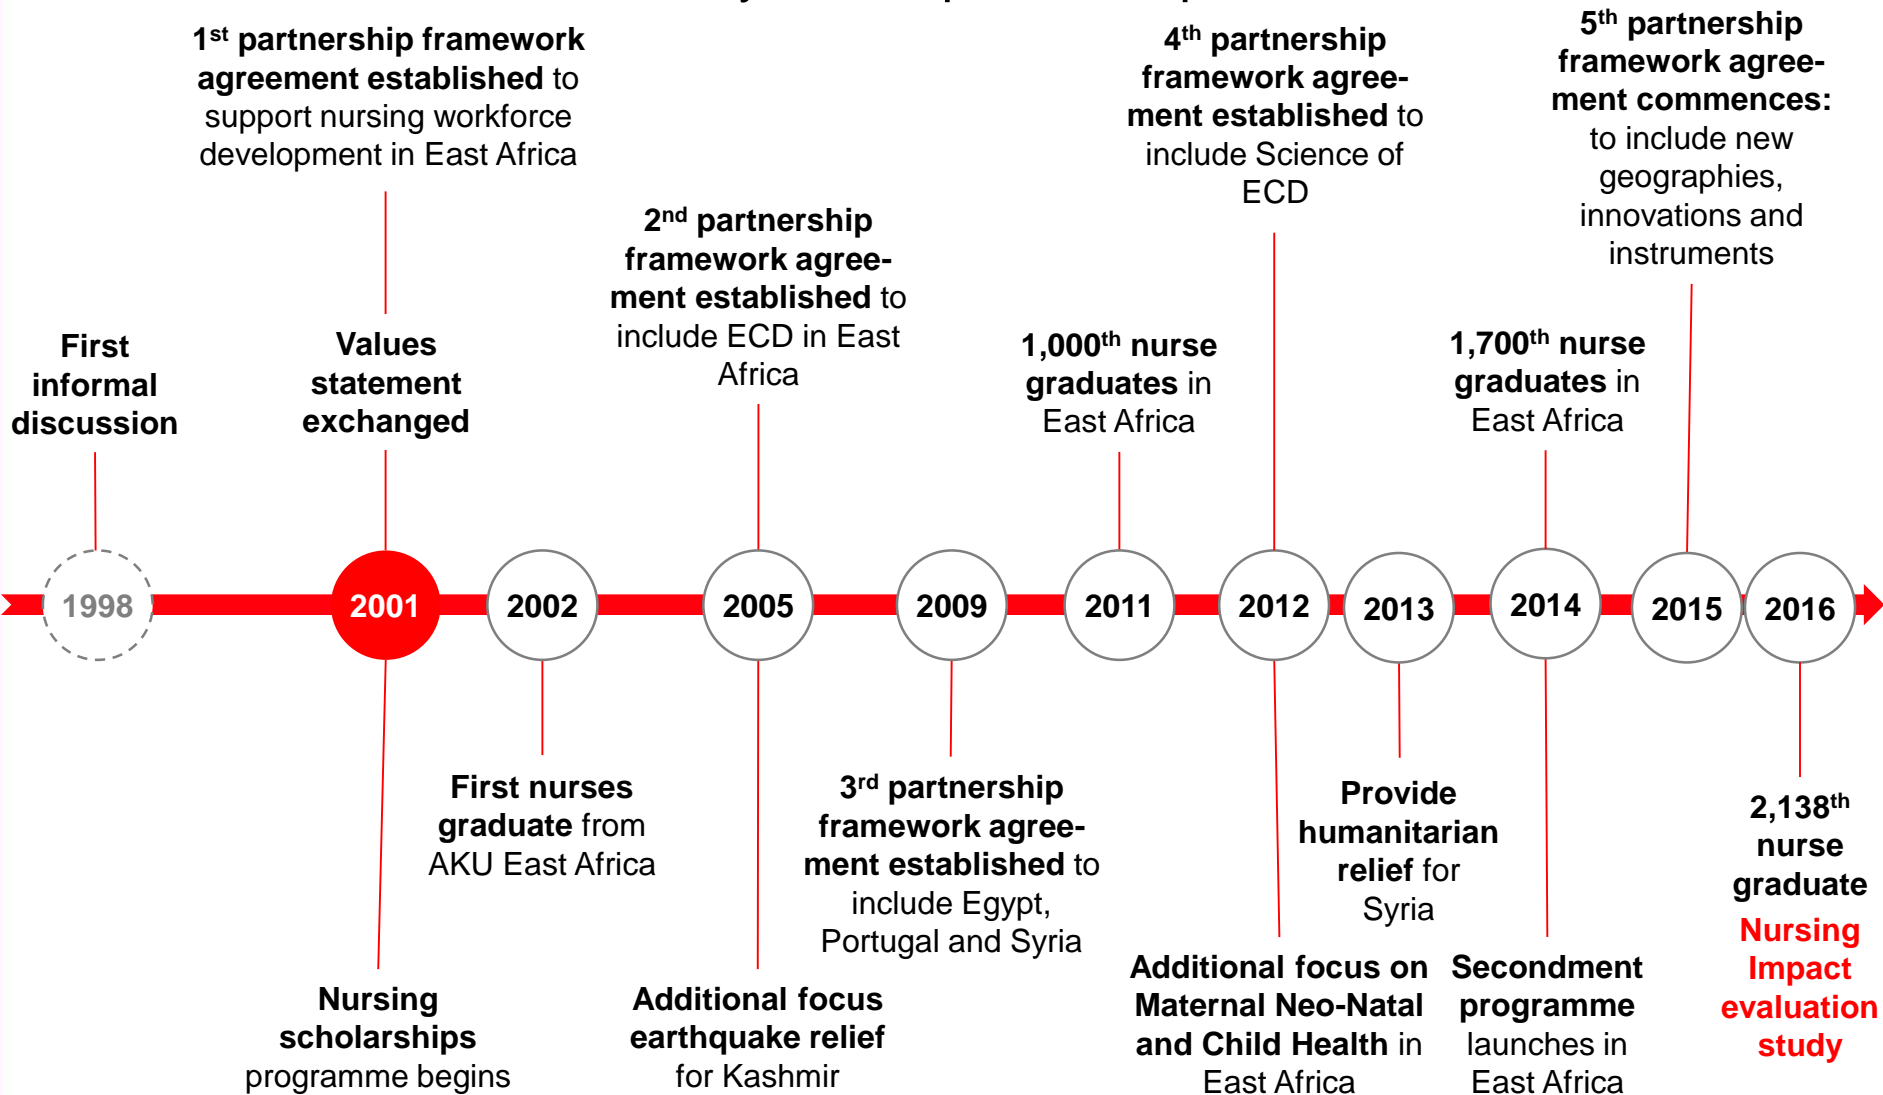 1st partnership framework
agreement established to
support nursing workforce
development in East Africa
4th partnership
framework agree-
ment established to
include Science of
ECD
5th partnership
framework agree-
ment commences:
to include new
geographies,
innovations and
instruments
2nd partnership
framework agree-
ment established to
include ECD in East
Africa
First
informal
discussion
Values
statement
exchanged
1,000th nurse
graduates in
East Africa
1,700th nurse
graduates in
East Africa
1998
2001
2002
2005
2009
2011
2012
2013
2014
2015
2016
Nursing
scholarships
programme begins
First nurses
graduate from
AKU East Africa
Additional focus
earthquake relief
for Kashmir
3rd partnership
framework agree-
ment established to
include Egypt,
Portugal and Syria
Additional focus on
Maternal Neo-Natal
and Child Health in
East Africa
Provide
humanitarian
relief for
Syria
Secondment
programme
launches in
East Africa
2,138th
nurse
graduate
Nursing
Impact
evaluation
study